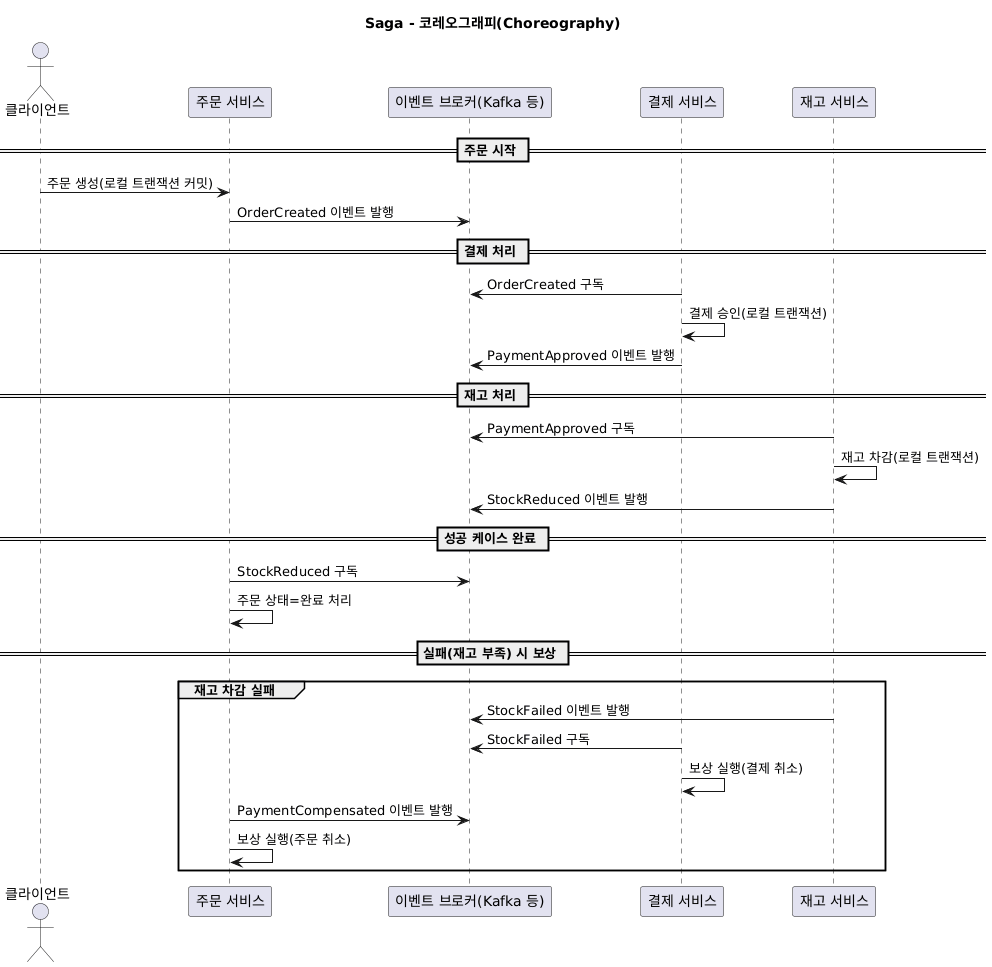 Saga - 코레오그래피(Choreography)
클라이언트
주문 서비스
이벤트 브로커(Kafka 등)
결제 서비스
재고 서비스
주문 시작
주문 생성(로컬 트랜잭션 커밋)
OrderCreated 이벤트 발행
결제 처리
OrderCreated 구독
결제 승인(로컬 트랜잭션)
PaymentApproved 이벤트 발행
재고 처리
PaymentApproved 구독
재고 차감(로컬 트랜잭션)
StockReduced 이벤트 발행
성공 케이스 완료
StockReduced 구독
주문 상태=완료 처리
실패(재고 부족) 시 보상
재고 차감 실패
StockFailed 이벤트 발행
StockFailed 구독
보상 실행(결제 취소)
PaymentCompensated 이벤트 발행
보상 실행(주문 취소)
클라이언트
주문 서비스
이벤트 브로커(Kafka 등)
결제 서비스
재고 서비스